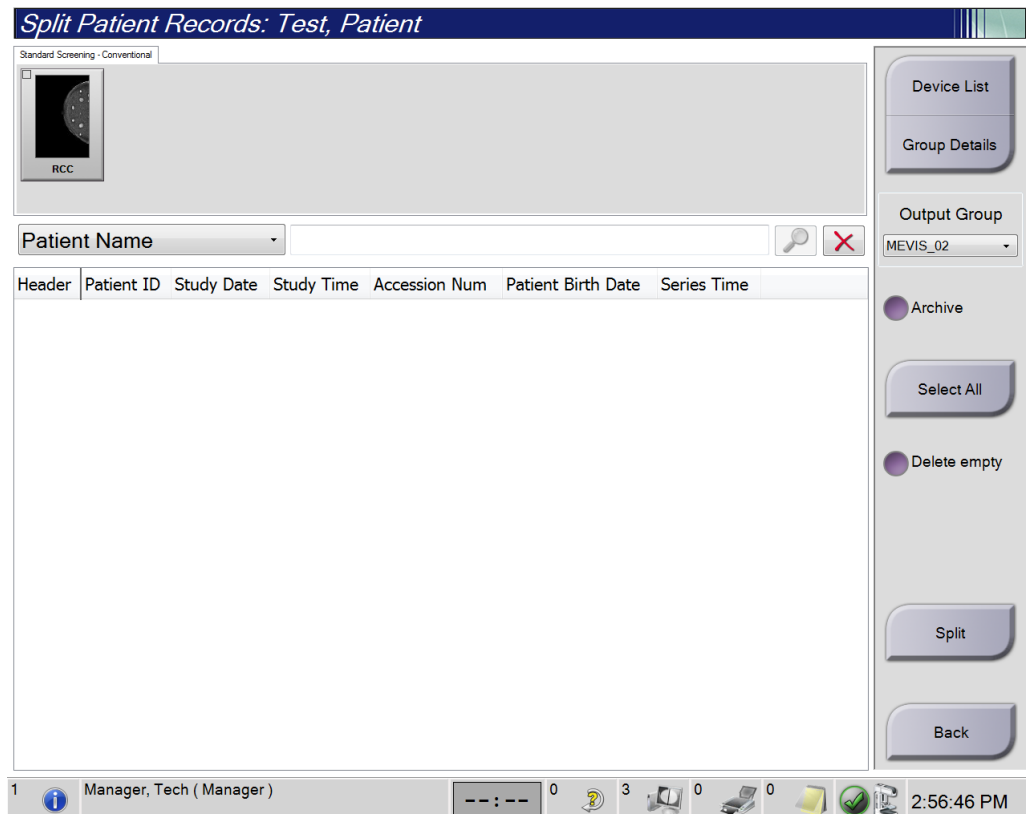 Split Patient Records: Test, Patient
Standard Screening - Conventional
RCC
Patient Name
Header Patient ID Study Date Study Time Accession Num Patient Birth Date Series Time
Device List
Group Details
Output Group
MEVIS_02
Archive
Select All
Delete empty
Split
Back
1 Manager, Tech ( Manager ) --:-- 0 3 0 0 2:56:46 PM